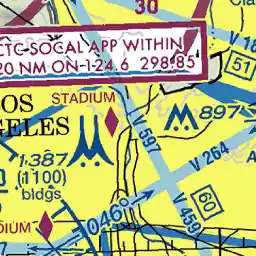 30
CTC SOCAL APP WITHIN
20 NM ON 124.6 298.85
V 18
51
OS
STADIUM
GELES
V 597
897
1387
(1100)
bldgs
V 264
60
046°
V 459
DIUM